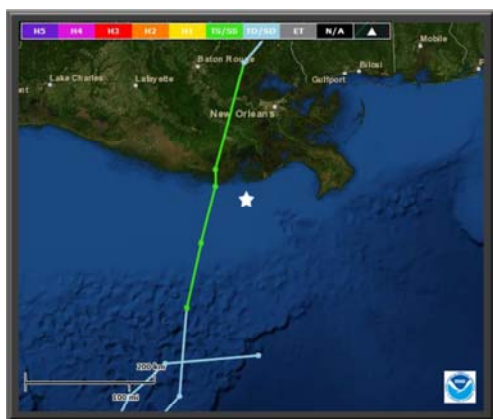 H5 H4 H3 H2 H1 TS/SS TD/SD ET N/A
Mobile
Baton Rouge
Lake Charles
Lafayette
Gulfport
Biloxi
New Orleans
200 km
100 mi